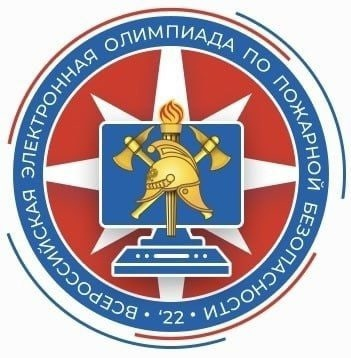 ВСЕРОССИЙСКАЯ ЭЛЕКТРОННАЯ ОЛИМПИАДА ПО ПОЖАРНОЙ БЕЗОПАСНОСТИ
• '22 •